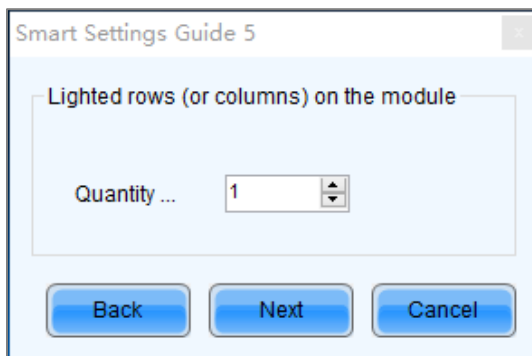 Smart Settings Guide 5
x
Lighted rows (or columns) on the module
Quantity ...
1
Back
Next
Cancel